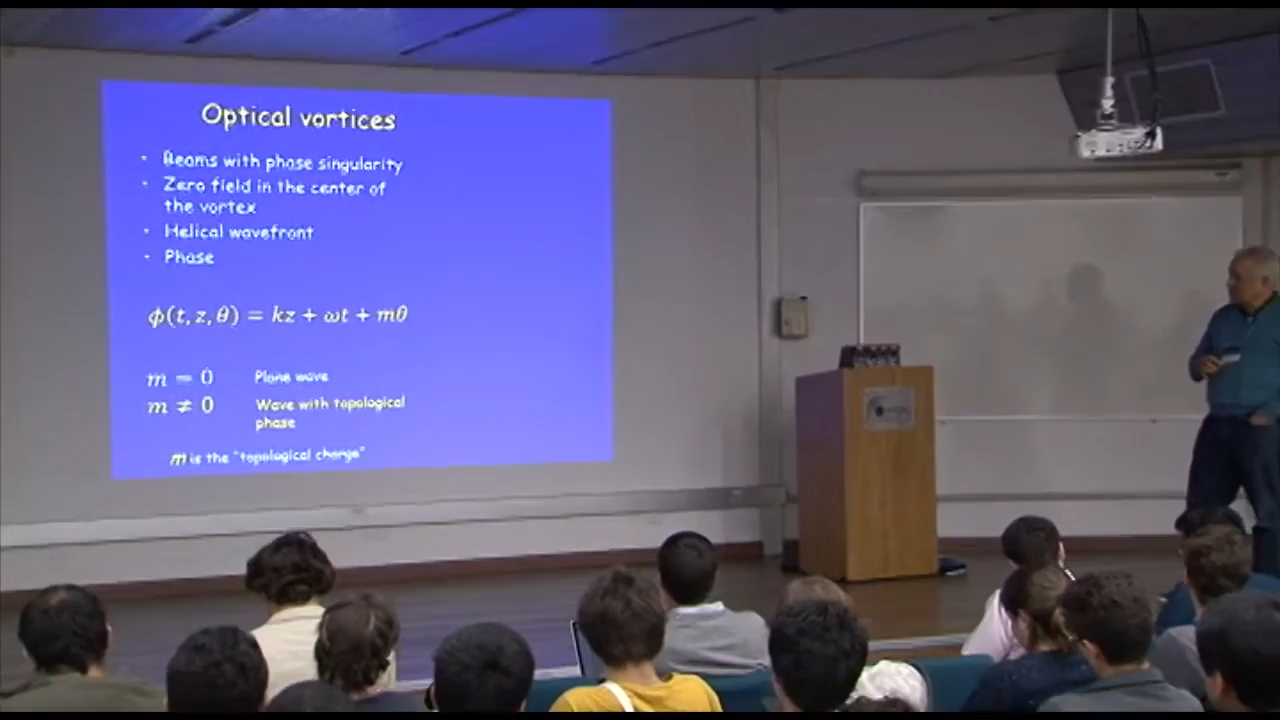 Optical vortices
• Beams with phase singularity
• Zero field in the center of
the vortex
• Helical wavefront
• Phase
ϕ(t, z, θ) = kz + ωt + mθ
m = 0 Plane wave
m ≠ 0 Wave with topological
phase
m is the "topological charge"